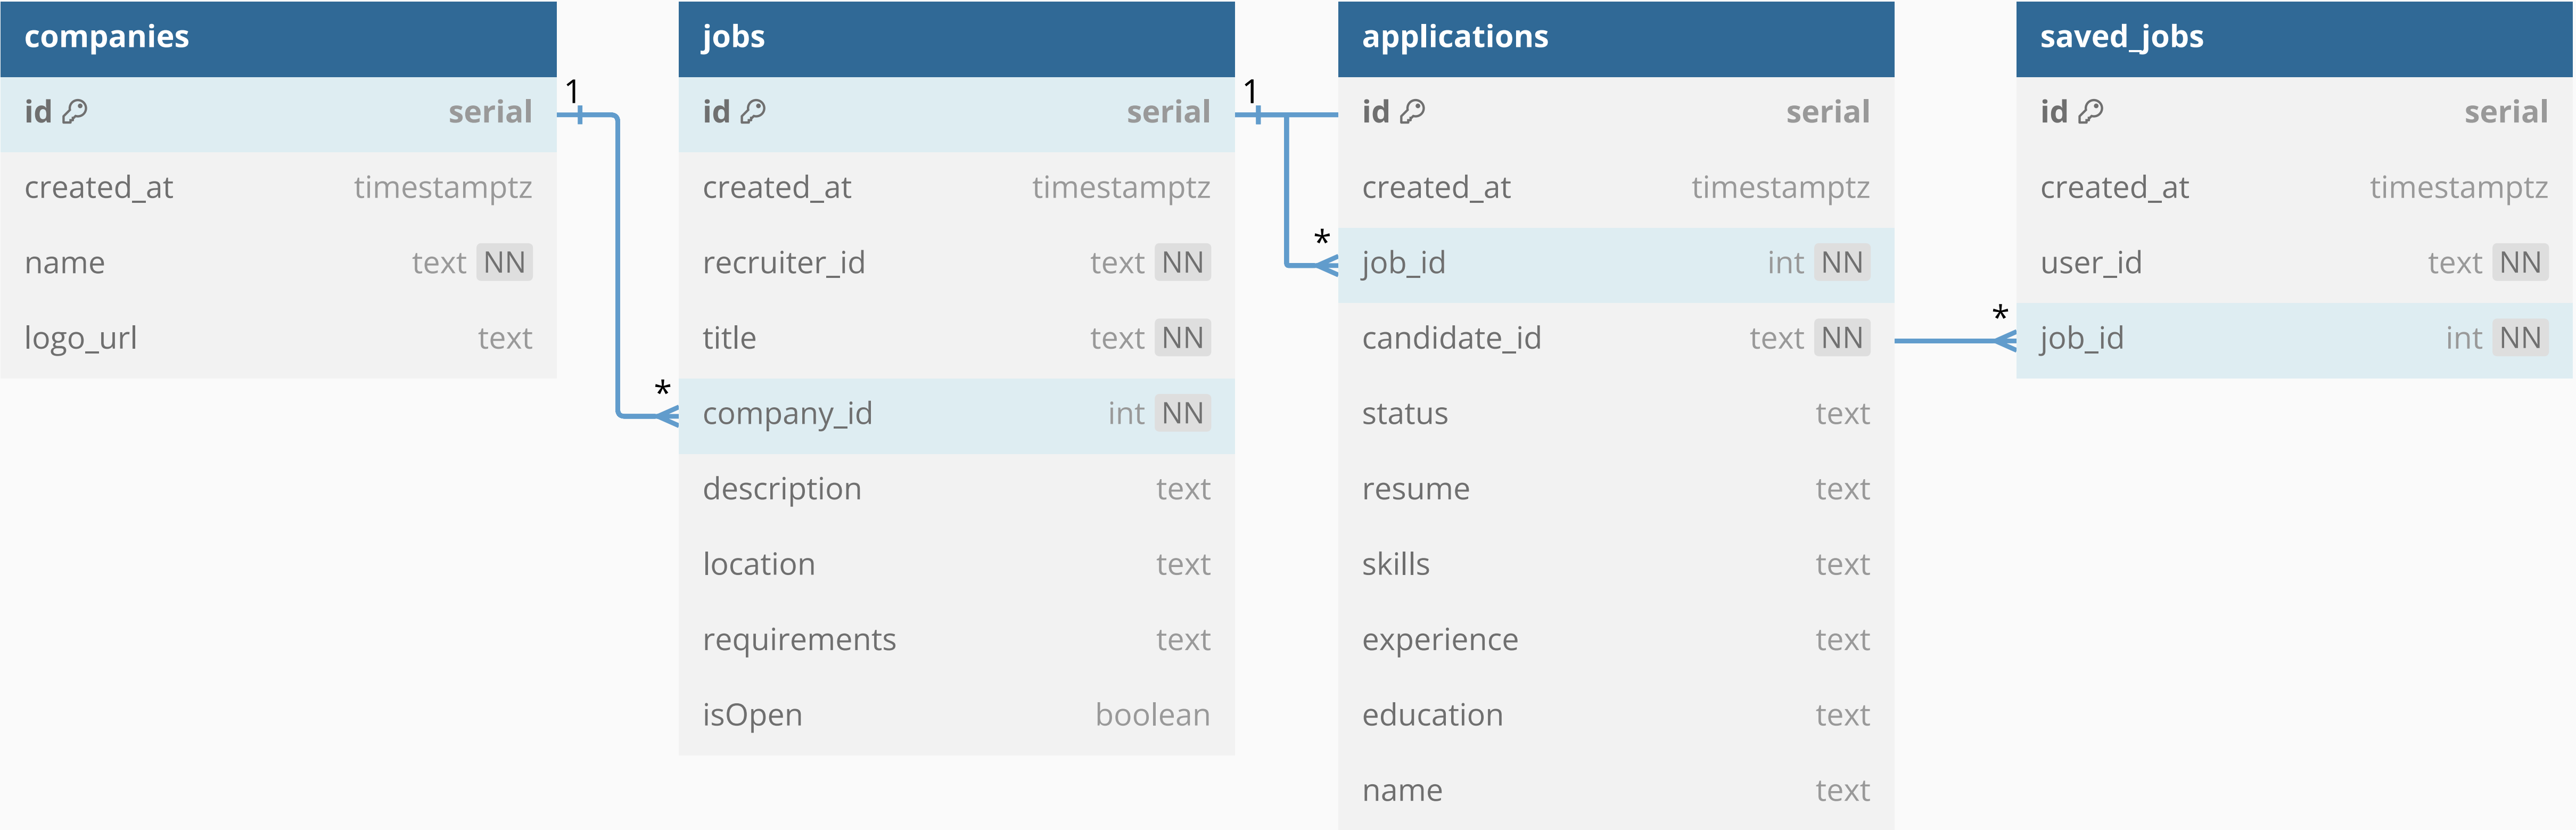 companies
id serial
created_at timestamptz
name text NN
logo_url text
1
*
jobs
id serial
created_at timestamptz
recruiter_id text NN
title text NN
company_id int NN
description text
location text
requirements text
isOpen boolean
1
*
applications
id serial
created_at timestamptz
job_id int NN
candidate_id text NN
status text
resume text
skills text
experience text
education text
name text
*
saved_jobs
id serial
created_at timestamptz
user_id text NN
job_id int NN